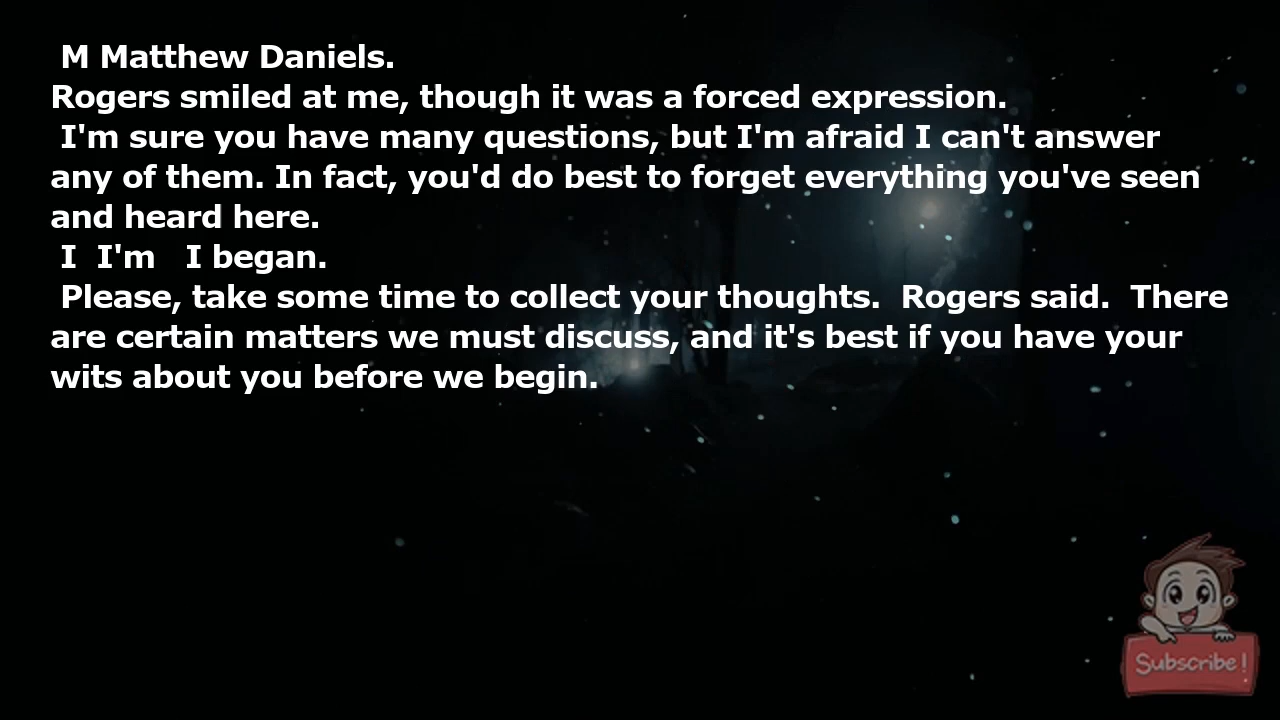 M Matthew Daniels.
Rogers smiled at me, though it was a forced expression.
I'm sure you have many questions, but I'm afraid I can't answer
any of them. In fact, you'd do best to forget everything you've seen
and heard here.
I  I'm   I began.
Please, take some time to collect your thoughts.  Rogers said.  There
are certain matters we must discuss, and it's best if you have your
wits about you before we begin.
Subscribe!